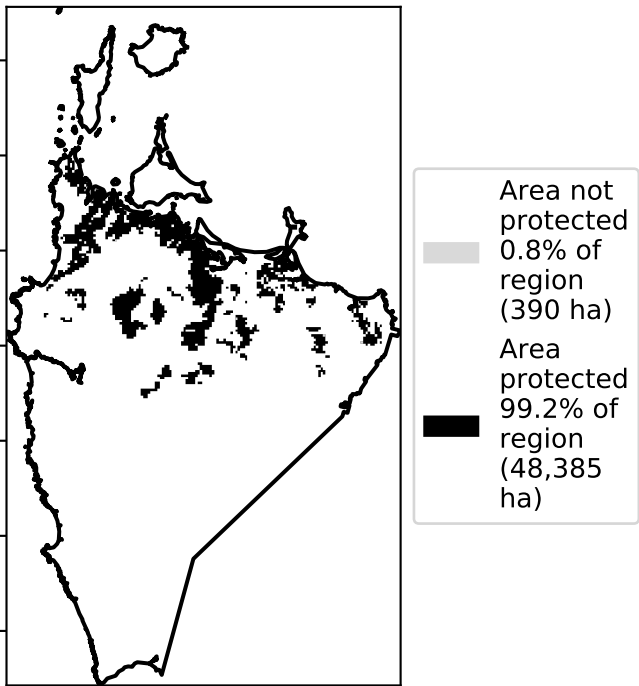 Area not
protected
0.8% of
region
(390 ha)
Area
protected
99.2% of
region
(48,385
ha)